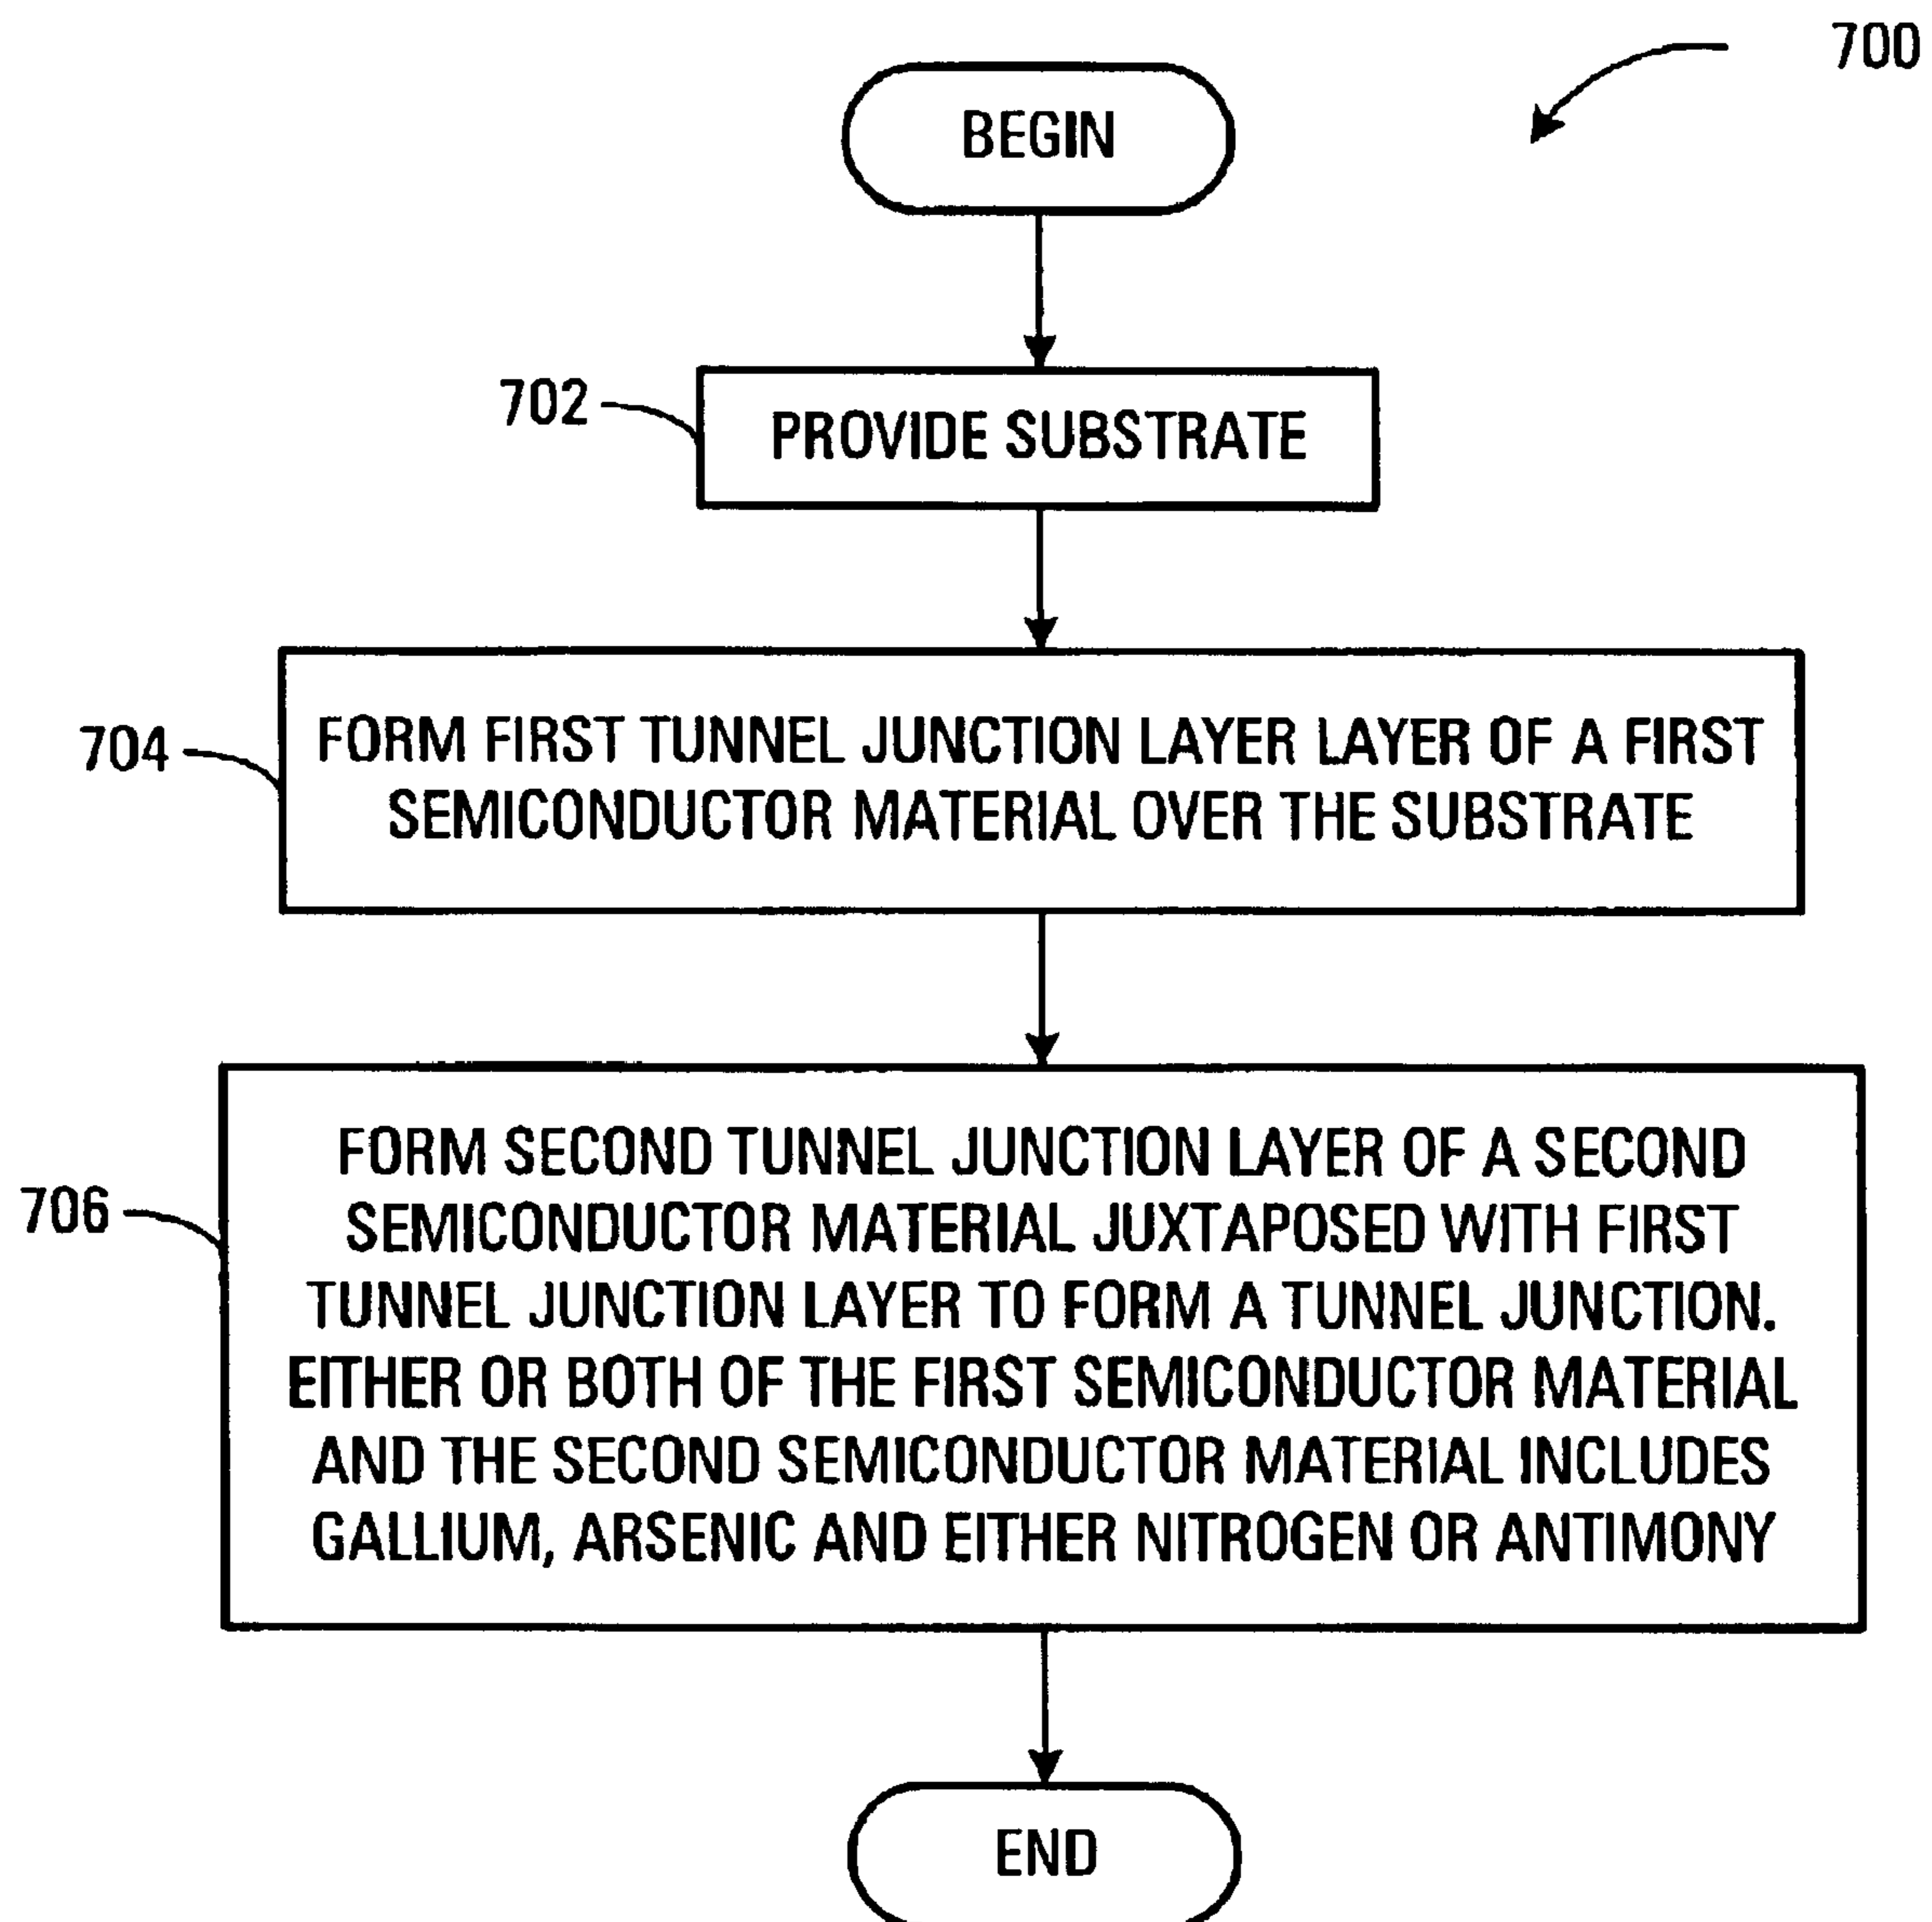 700
BEGIN
702
PROVIDE SUBSTRATE
704
FORM FIRST TUNNEL JUNCTION LAYER LAYER OF A FIRST
SEMICONDUCTOR MATERIAL OVER THE SUBSTRATE
706
FORM SECOND TUNNEL JUNCTION LAYER OF A SECOND
SEMICONDUCTOR MATERIAL JUXTAPOSED WITH FIRST
TUNNEL JUNCTION LAYER TO FORM A TUNNEL JUNCTION.
EITHER OR BOTH OF THE FIRST SEMICONDUCTOR MATERIAL
AND THE SECOND SEMICONDUCTOR MATERIAL INCLUDES
GALLIUM, ARSENIC AND EITHER NITROGEN OR ANTIMONY
END